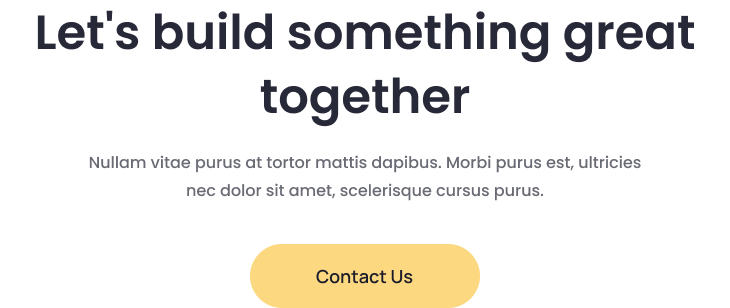 Let's build something great
together
Nullam vitae purus at tortor mattis dapibus. Morbi purus est, ultricies
nec dolor sit amet, scelerisque cursus purus.
Contact Us